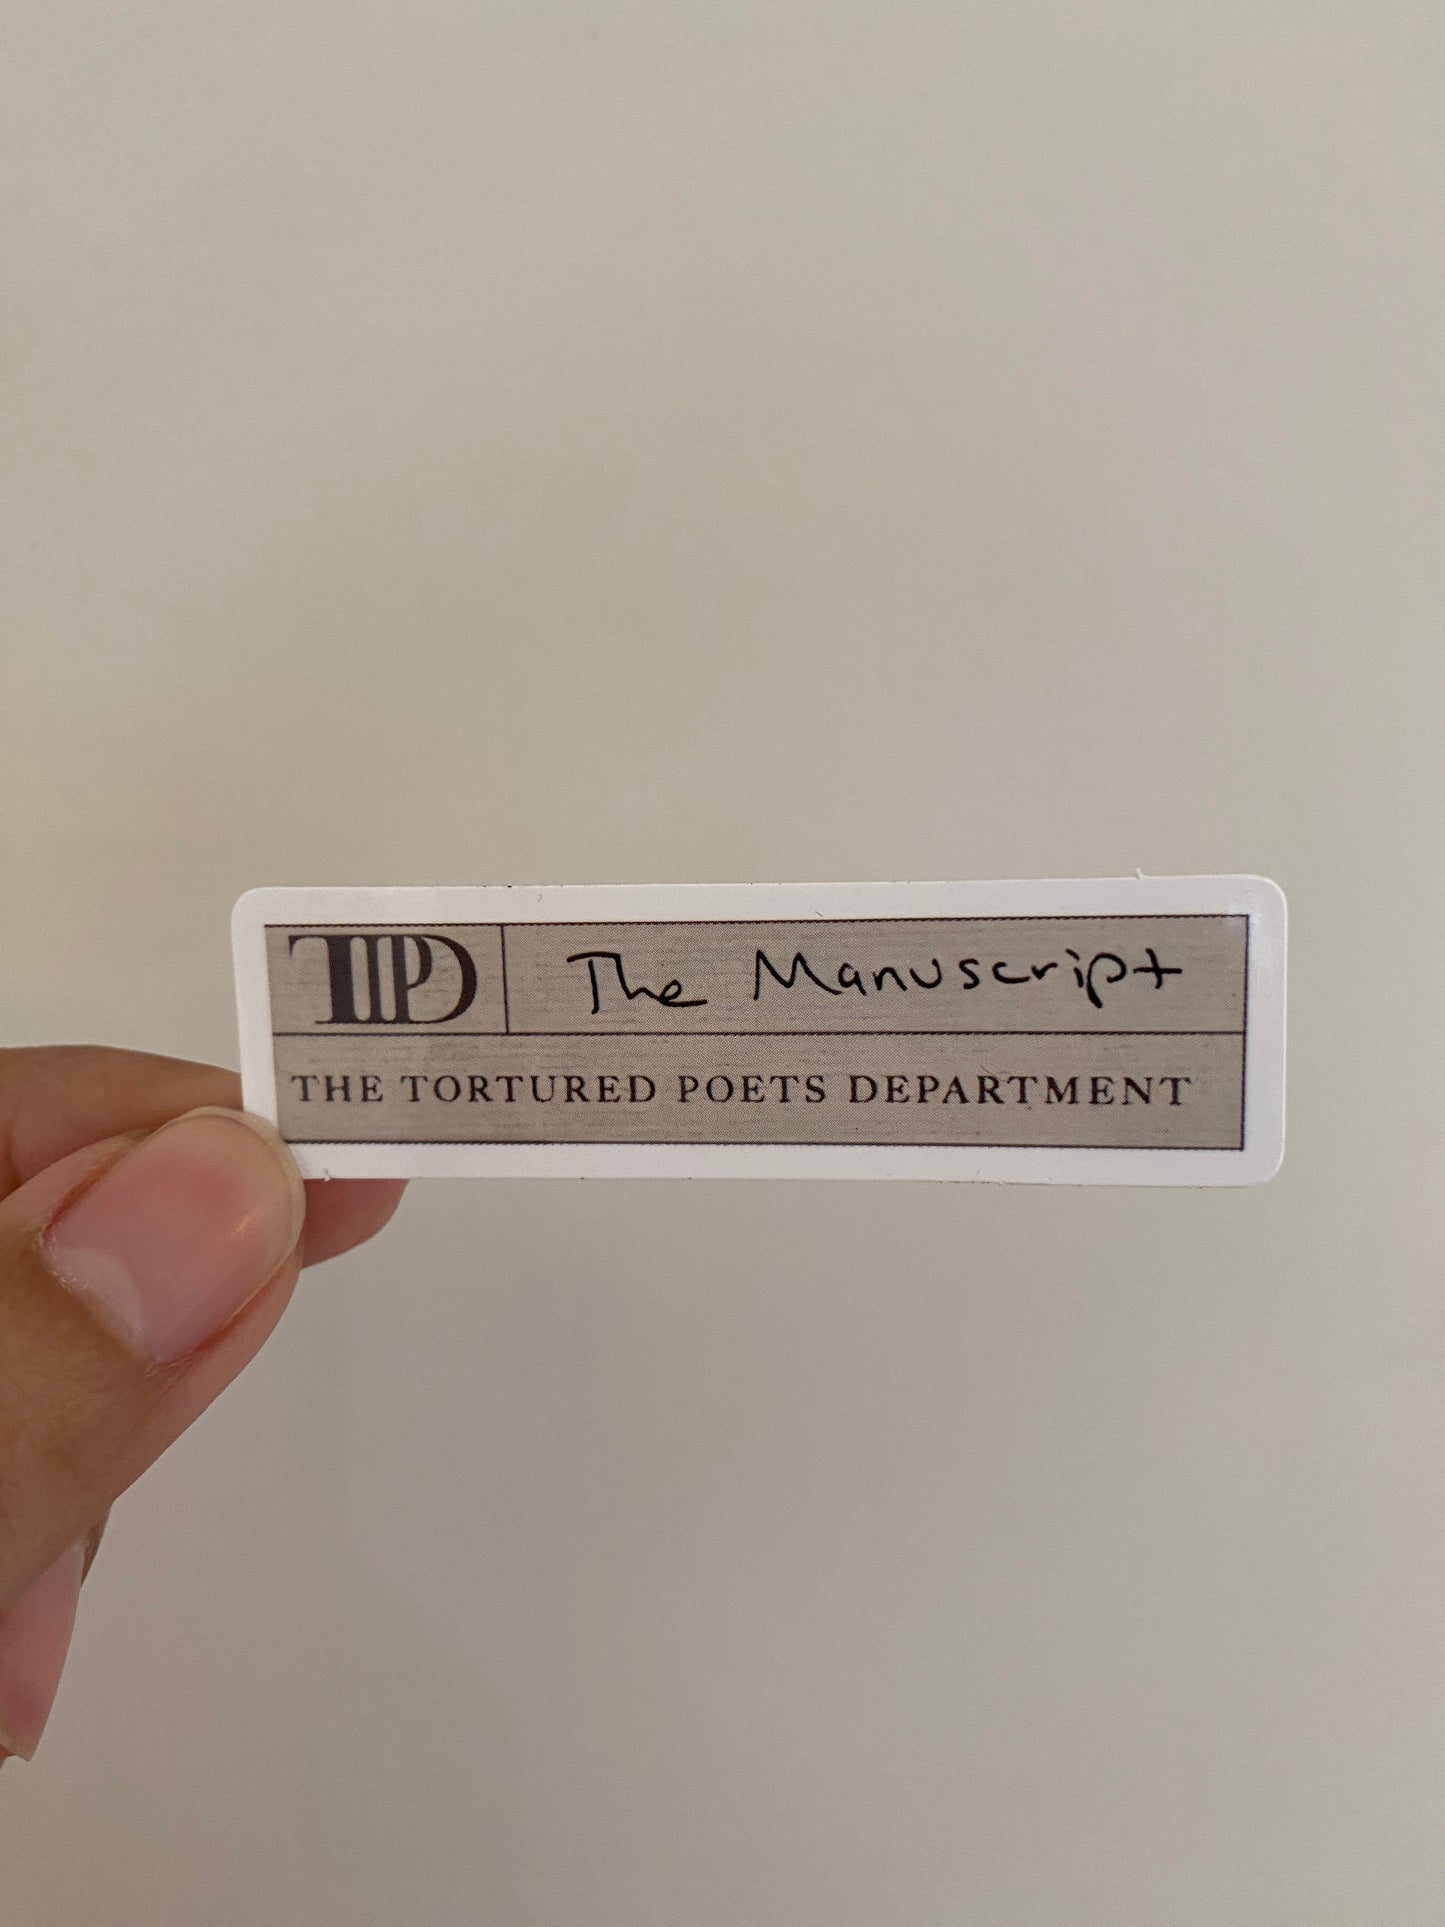 TTPD
The Manuscript
THE TORTURED POETS DEPARTMENT